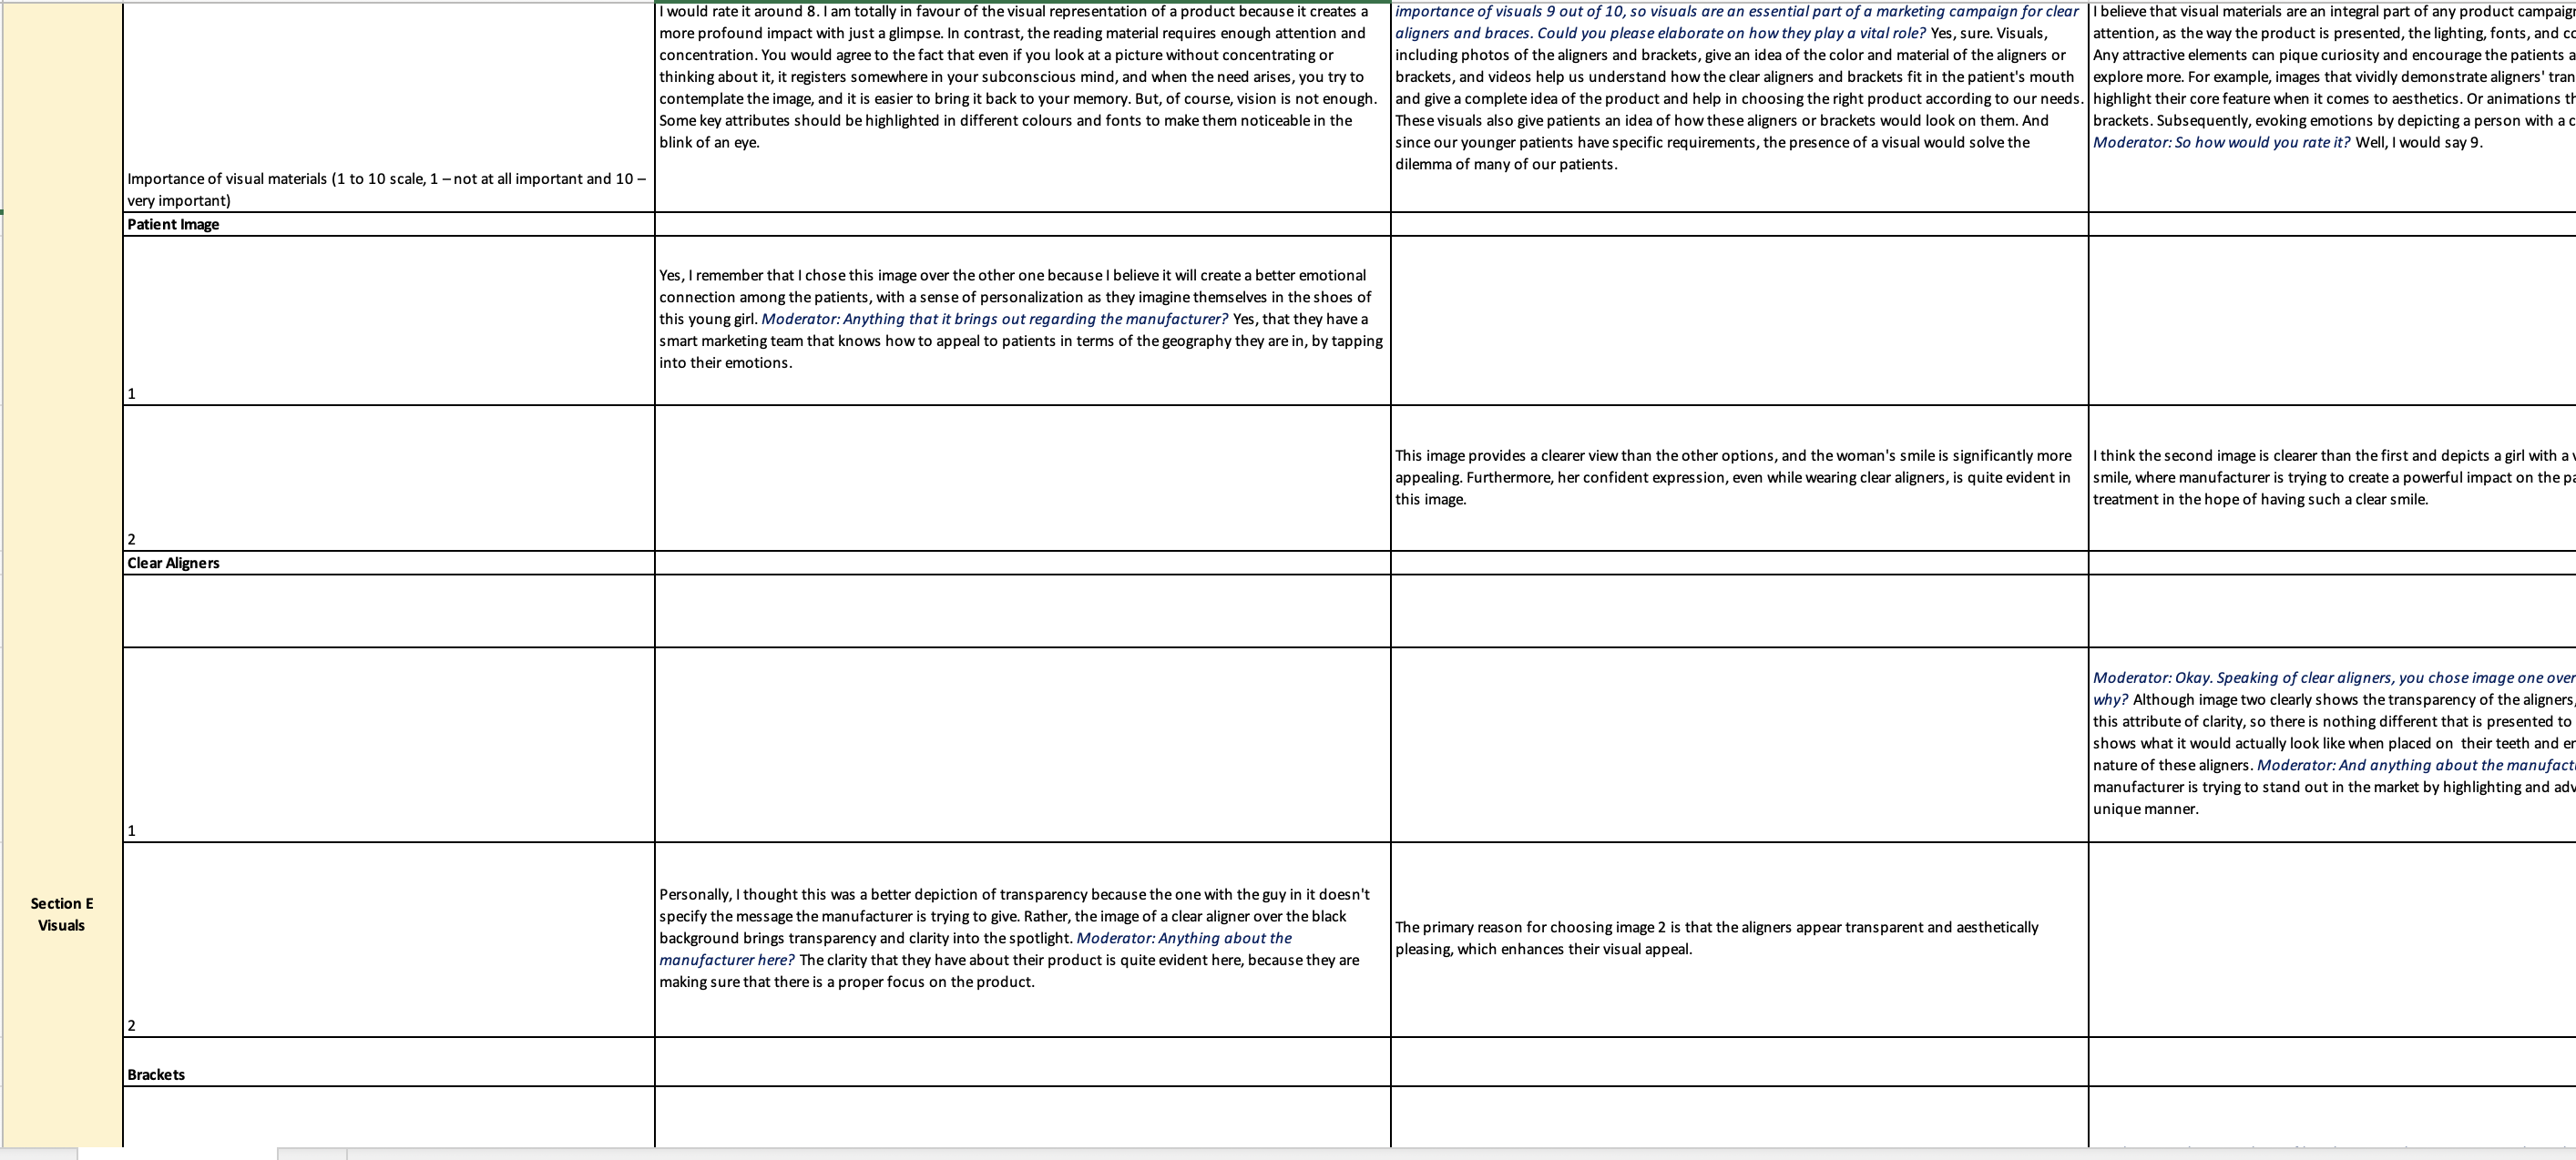 I would rate it around 8. I am totally in favour of the visual representation of a product because it creates a
more profound impact with just a glimpse. In contrast, the reading material requires enough attention and
concentration. You would agree to the fact that even if you look at a picture without concentrating or
thinking about it, it registers somewhere in your subconscious mind, and when the need arises, you try to
contemplate the image, and it is easier to bring it back to your memory. But, of course, vision is not enough.
Some key attributes should be highlighted in different colours and fonts to make them noticeable in the
blink of an eye.
importance of visuals 9 out of 10, so visuals are an essential part of a marketing campaign for clear
aligners and braces. Could you please elaborate on how they play a vital role? Yes, sure. Visuals,
including photos of the aligners and brackets, give an idea of the color and material of the aligners or
brackets, and videos help us understand how the clear aligners and brackets fit in the patient's mouth
and give a complete idea of the product and help in choosing the right product according to our needs.
These visuals also give patients an idea of how these aligners or brackets would look on them. And
since our younger patients have specific requirements, the presence of a visual would solve the
dilemma of many of our patients.
I believe that visual materials are an integral part of any product campaign
attention, as the way the product is presented, the lighting, fonts, and
Any attractive elements can pique curiosity and encourage the patients
explore more. For example, images that vividly demonstrate aligners'
highlight their core feature when it comes to aesthetics. Or animations
brackets. Subsequently, evoking emotions by depicting a person with a
Moderator: So how would you rate it? Well, I would say 9.
Importance of visual materials (1 to 10 scale, 1 – not at all important and 10 –
very important)
Patient Image
Yes, I remember that I chose this image over the other one because I believe it will create a better emotional
connection among the patients, with a sense of personalization as they imagine themselves in the shoes of
this young girl. Moderator: Anything that it brings out regarding the manufacturer? Yes, that they have a
smart marketing team that knows how to appeal to patients in terms of the geography they are in, by tapping
into their emotions.
1
This image provides a clearer view than the other options, and the woman's smile is significantly more
appealing. Furthermore, her confident expression, even while wearing clear aligners, is quite evident in
this image.
I think the second image is clearer than the first and depicts a girl with a
smile, where manufacturer is trying to create a powerful impact on the
treatment in the hope of having such a clear smile.
2
Clear Aligners
Moderator: Okay. Speaking of clear aligners, you chose image one over
why? Although image two clearly shows the transparency of the aligners,
this attribute of clarity, so there is nothing different that is presented to
shows what it would actually look like when placed on  their teeth and
nature of these aligners. Moderator: And anything about the
manufacturer is trying to stand out in the market by highlighting and
unique manner.
1
Personally, I thought this was a better depiction of transparency because the one with the guy in it doesn't
specify the message the manufacturer is trying to give. Rather, the image of a clear aligner over the black
background brings transparency and clarity into the spotlight. Moderator: Anything about the
manufacturer here? The clarity that they have about their product is quite evident here, because they are
making sure that there is a proper focus on the product.
The primary reason for choosing image 2 is that the aligners appear transparent and aesthetically
pleasing, which enhances their visual appeal.
2
Section E
Visuals
Brackets